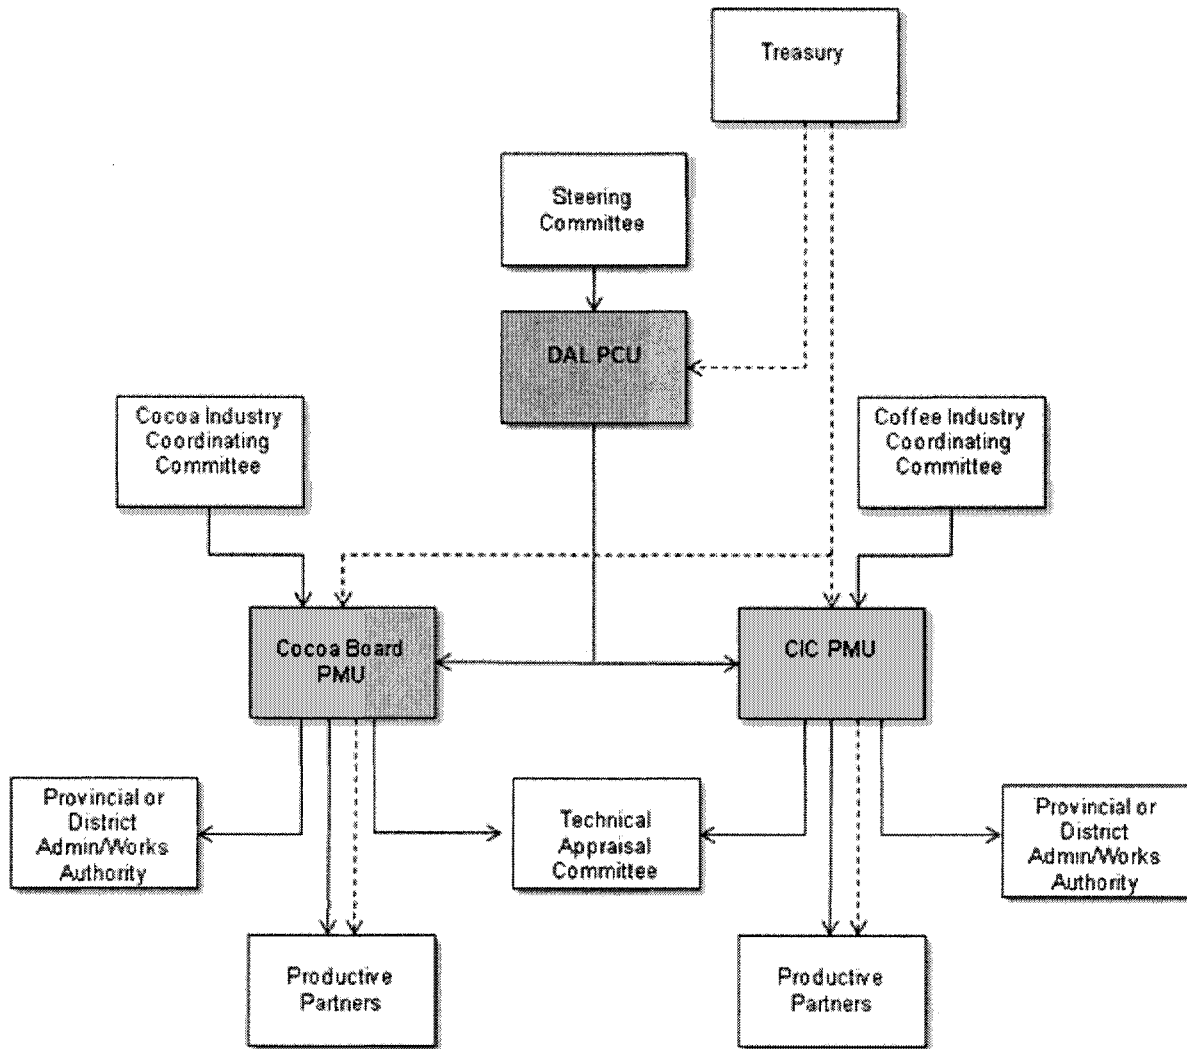 Treasury
Steering
Committee
DAL PCU
Cocoa Industry
Coordinating
Committee
Coffee Industry
Coordinating
Committee
Cocoa Board
PMU
CIC PMU
Provincial or
District
Admin/Works
Authority
Technical
Appraisal
Committee
Provincial or
District
Admin/Works
Authority
Productive
Partners
Productive
Partners